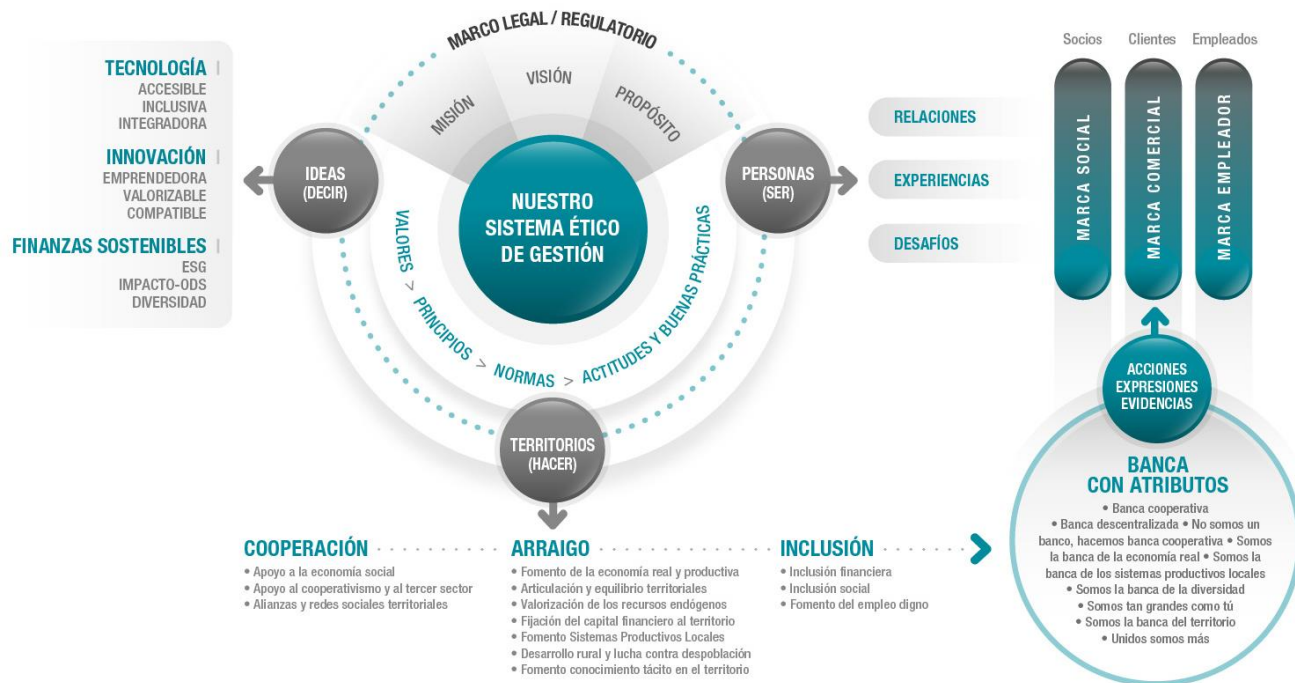 TECNOLOGÍA
ACCESIBLE
INCLUSIVA
INTEGRADORA
INNOVACIÓN
EMPRENDEDORA
VALORIZABLE
COMPATIBLE
FINANZAS SOSTENIBLES
ESG
IMPACTO-ODS
DIVERSIDAD
MARCO LEGAL / REGULATORIO
MISIÓN
VISIÓN
PROPÓSITO
IDEAS
(DECIR)
NUESTRO
SISTEMA ÉTICO
DE GESTIÓN
PERSONAS
(SER)
VALORES > PRINCIPIOS > NORMAS > ACTITUDES Y BUENAS PRÁCTICAS
TERRITORIOS
(HACER)
RELACIONES
EXPERIENCIAS
DESAFÍOS
Socios
Clientes
Empleados
MARCA SOCIAL
MARCA COMERCIAL
MARCA EMPLEADOR
ACCIONES
EXPRESIONES
EVIDENCIAS
BANCA
CON ATRIBUTOS
• Banca cooperativa
• Banca descentralizada • No somos un
banco, hacemos banca cooperativa • Somos
la banca de la economía real • Somos la
banca de los sistemas productivos locales
• Somos la banca de la diversidad
• Somos tan grandes como tú
• Somos la banca del territorio
• Unidos somos más
COOPERACIÓN
• Apoyo a la economía social
• Apoyo al cooperativismo y al tercer sector
• Alianzas y redes sociales territoriales
ARRAIGO
• Fomento de la economía real y productiva
• Articulación y equilibrio territoriales
• Valorización de los recursos endógenos
• Fijación del capital financiero al territorio
• Fomento Sistemas Productivos Locales
• Desarrollo rural y lucha contra despoblación
• Fomento conocimiento tácito en el territorio
INCLUSIÓN
• Inclusión financiera
• Inclusión social
• Fomento del empleo digno